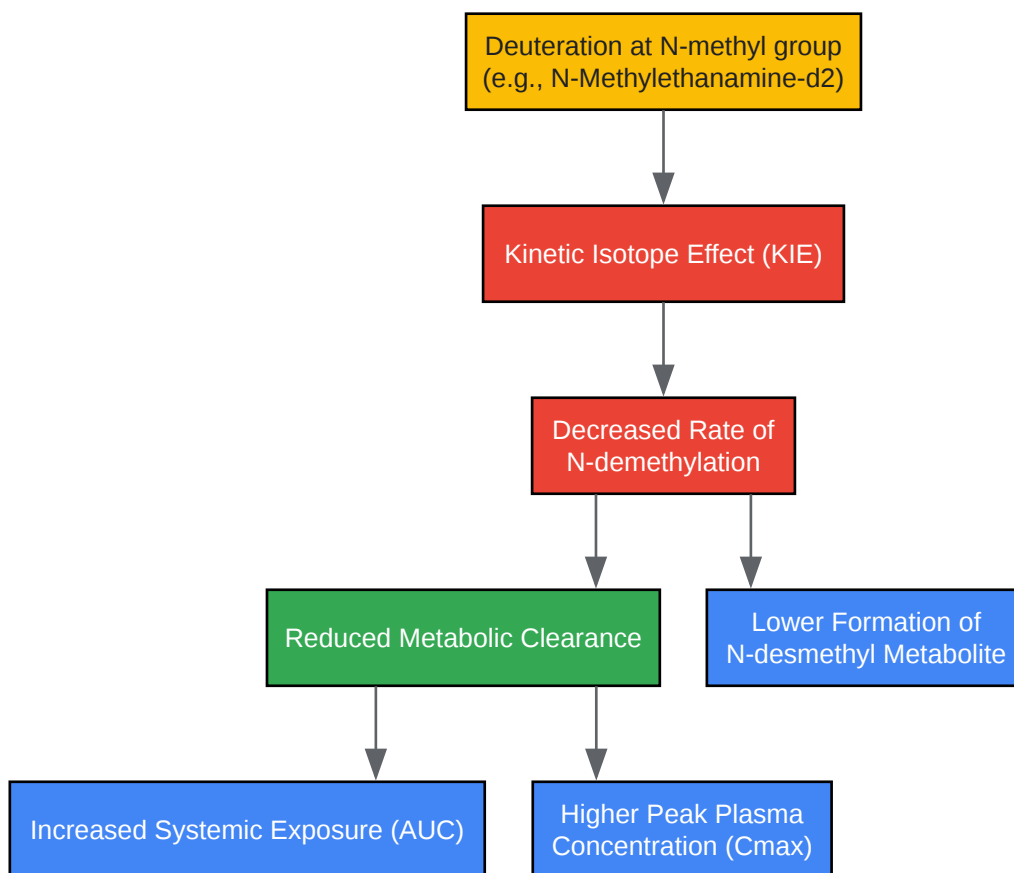 Deuteration at N-methyl group
(e.g., N-Methylethanamine-d2)
Kinetic Isotope Effect (KIE)
Decreased Rate of
N-demethylation
Reduced Metabolic Clearance
Lower Formation of
N-desmethyl Metabolite
Increased Systemic Exposure (AUC)
Higher Peak Plasma
Concentration (Cmax)